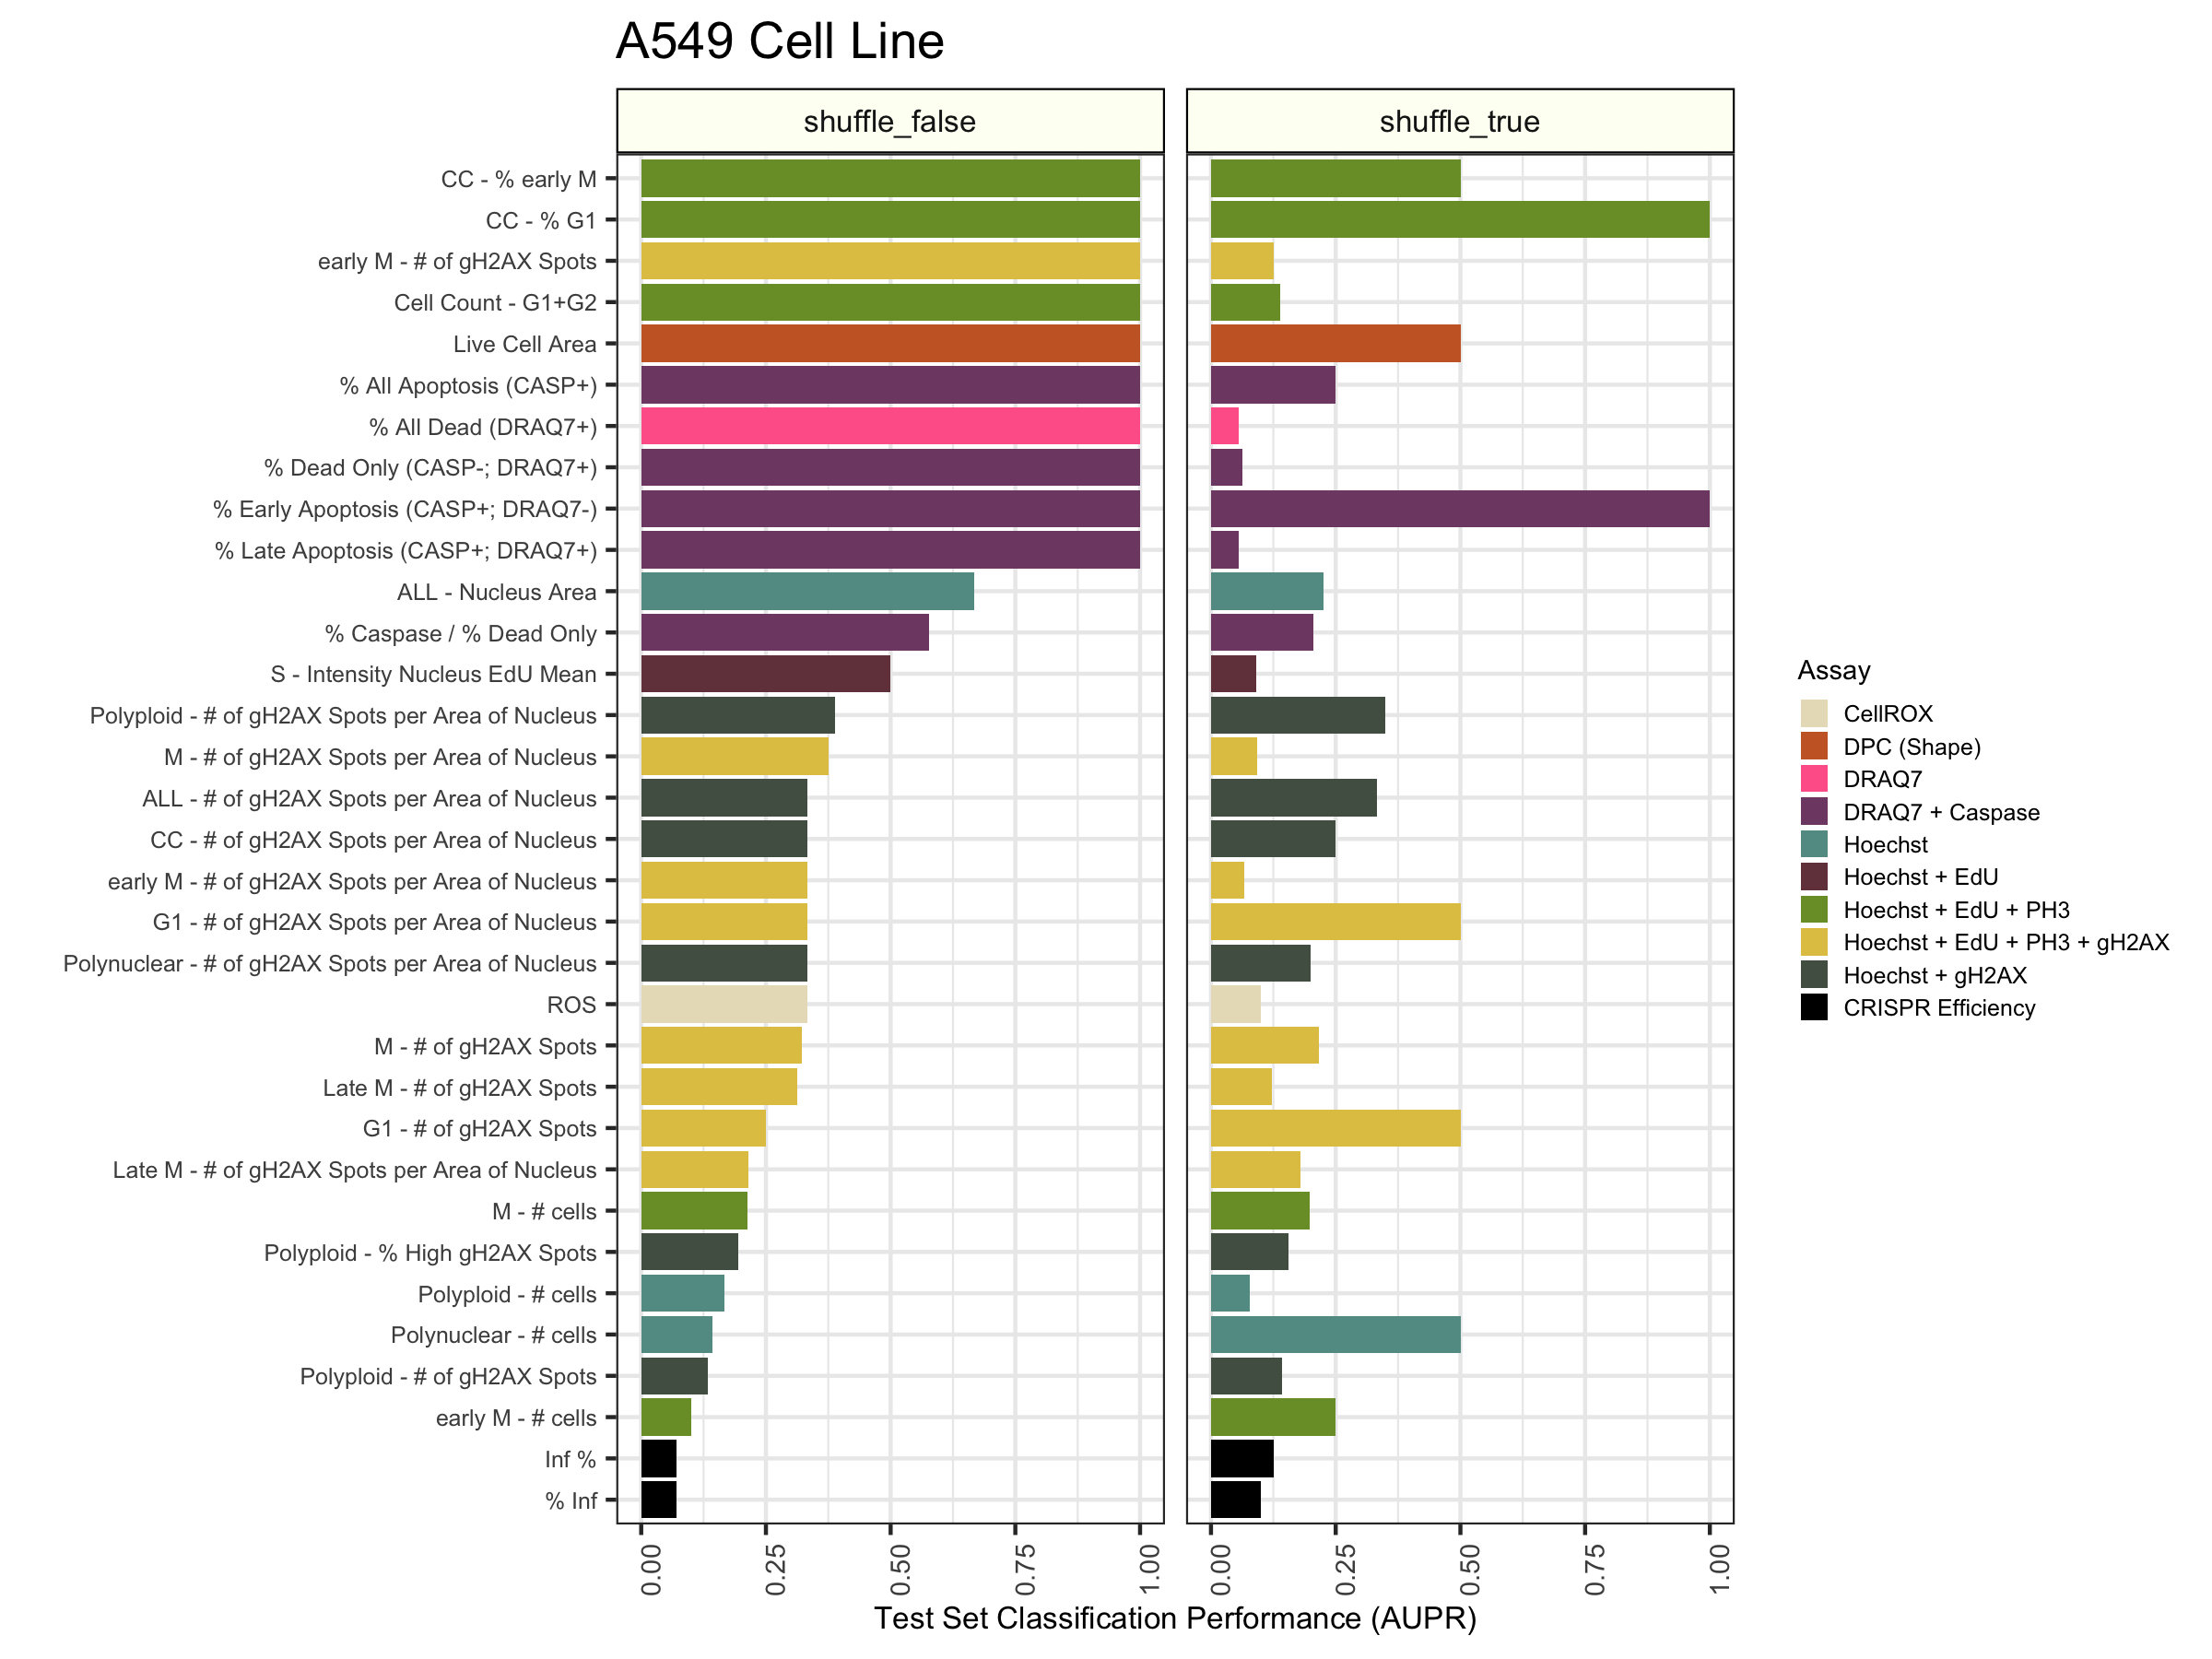 A549 Cell Line
shuffle_false
shuffle_true
CC - % early M
CC - % G1
early M - # of gH2AX Spots
Cell Count - G1+G2
Live Cell Area
% All Apoptosis (CASP+)
% All Dead (DRAQ7+)
% Dead Only (CASP-; DRAQ7+)
% Early Apoptosis (CASP+; DRAQ7-)
% Late Apoptosis (CASP+; DRAQ7+)
ALL - Nucleus Area
% Caspase / % Dead Only
S - Intensity Nucleus EdU Mean
Polyploid - # of gH2AX Spots per Area of Nucleus
M - # of gH2AX Spots per Area of Nucleus
ALL - # of gH2AX Spots per Area of Nucleus
CC - # of gH2AX Spots per Area of Nucleus
early M - # of gH2AX Spots per Area of Nucleus
G1 - # of gH2AX Spots per Area of Nucleus
Polynuclear - # of gH2AX Spots per Area of Nucleus
ROS
M - # of gH2AX Spots
Late M - # of gH2AX Spots
G1 - # of gH2AX Spots
Late M - # of gH2AX Spots per Area of Nucleus
M - # cells
Polyploid - % High gH2AX Spots
Polyploid - # cells
Polynuclear - # cells
Polyploid - # of gH2AX Spots
early M - # cells
Inf %
% Inf
0.00 0.25 0.50 0.75 1.00
0.00 0.25 0.50 0.75 1.00
Test Set Classification Performance (AUPR)
Assay
CellROX
DPC (Shape)
DRAQ7
DRAQ7 + Caspase
Hoechst
Hoechst + EdU
Hoechst + EdU + PH3
Hoechst + EdU + PH3 + gH2AX
Hoechst + gH2AX
CRISPR Efficiency